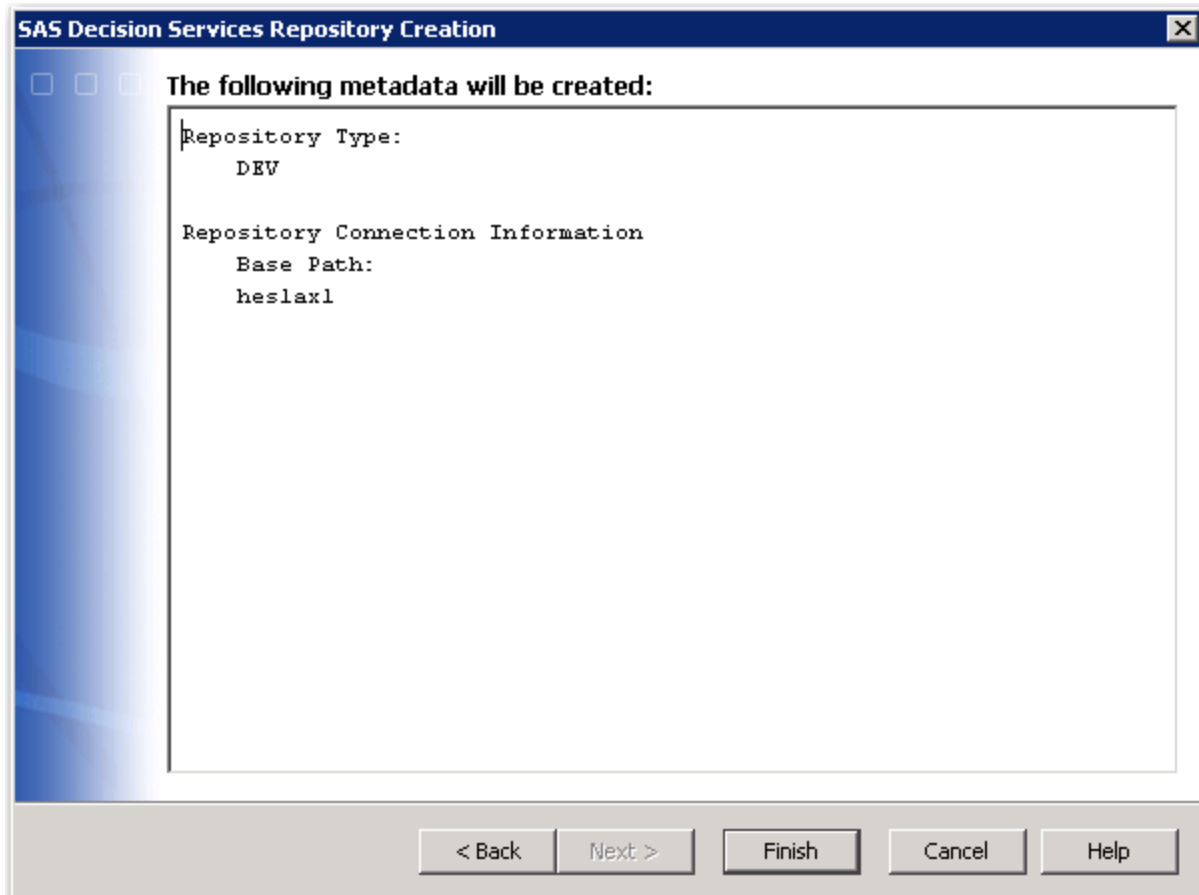 SAS Decision Services Repository Creation
The following metadata will be created:
Repository Type:
DEV
Repository Connection Information
Base Path:
heslaxl
< Back
Next >
Finish
Cancel
Help